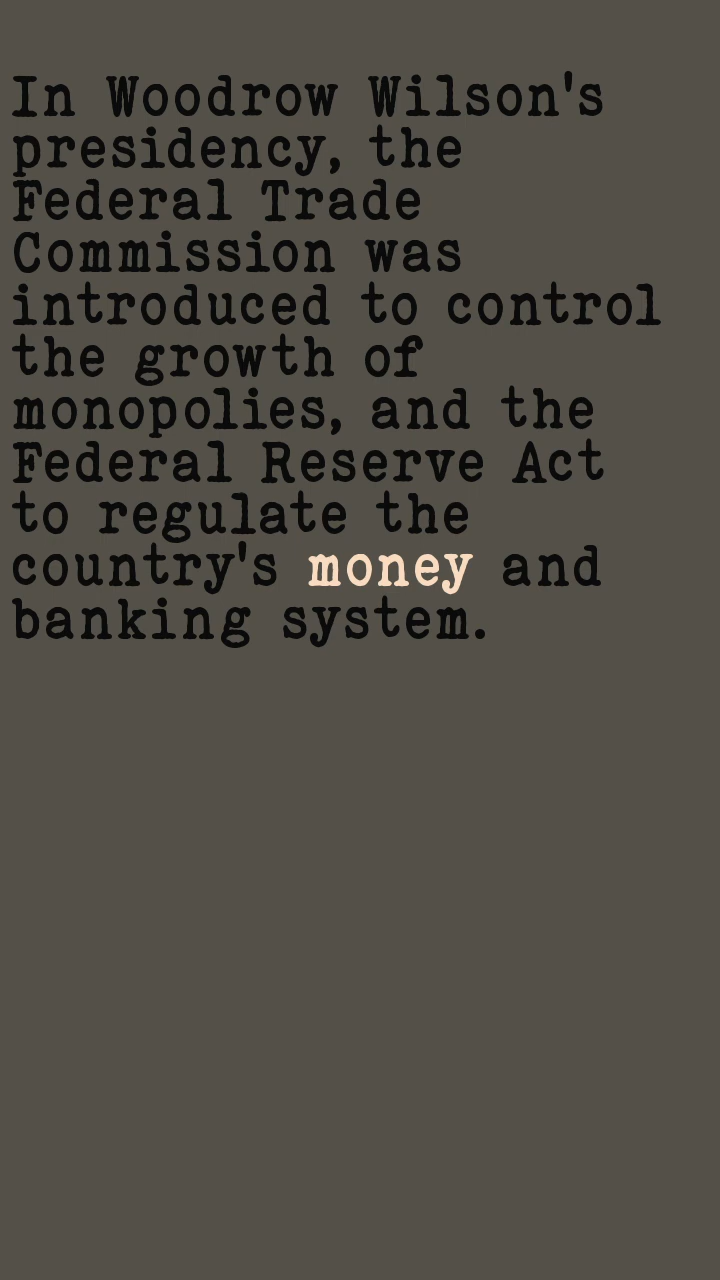 In Woodrow Wilson's
presidency, the
Federal Trade
Commission was
introduced to control
the growth of
monopolies, and the
Federal Reserve Act
to regulate the
country's money and
banking system.